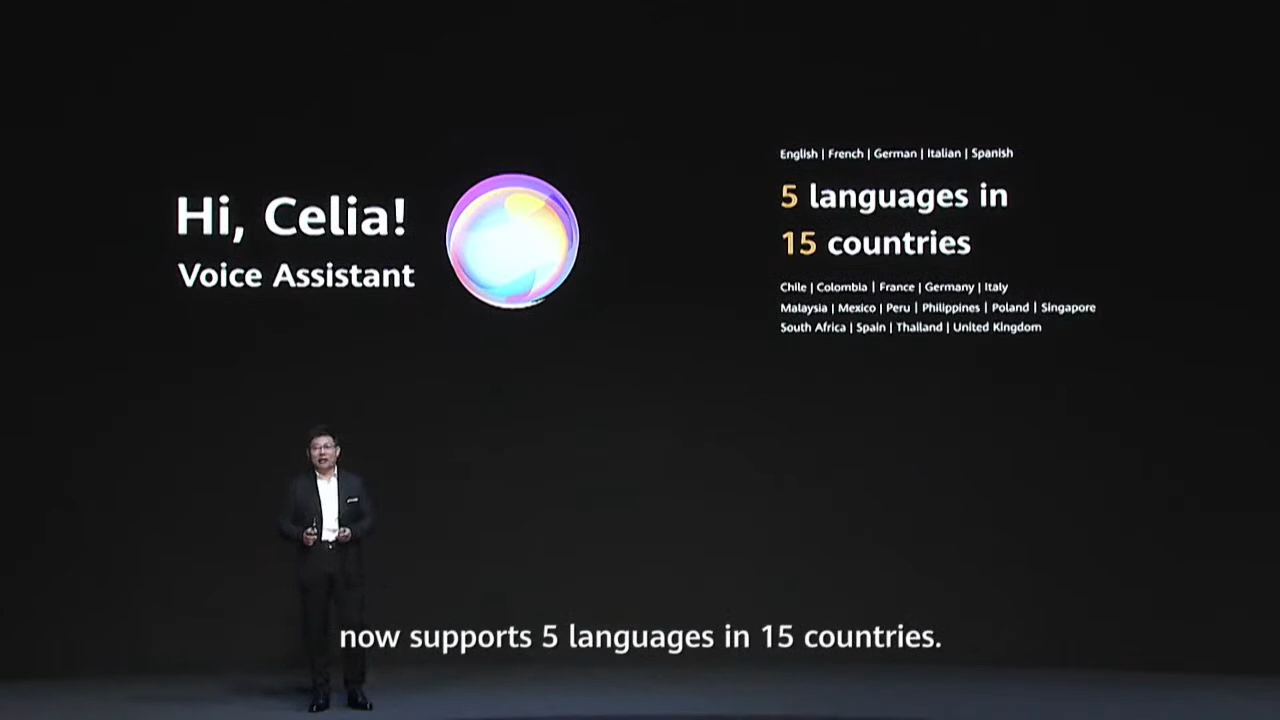 Hi, Celia!
Voice Assistant
English | French | German | Italian | Spanish
5 languages in
15 countries
Chile | Colombia | France | Germany | Italy
Malaysia | Mexico | Peru | Philippines | Poland | Singapore
South Africa | Spain | Thailand | United Kingdom
now supports 5 languages in 15 countries.